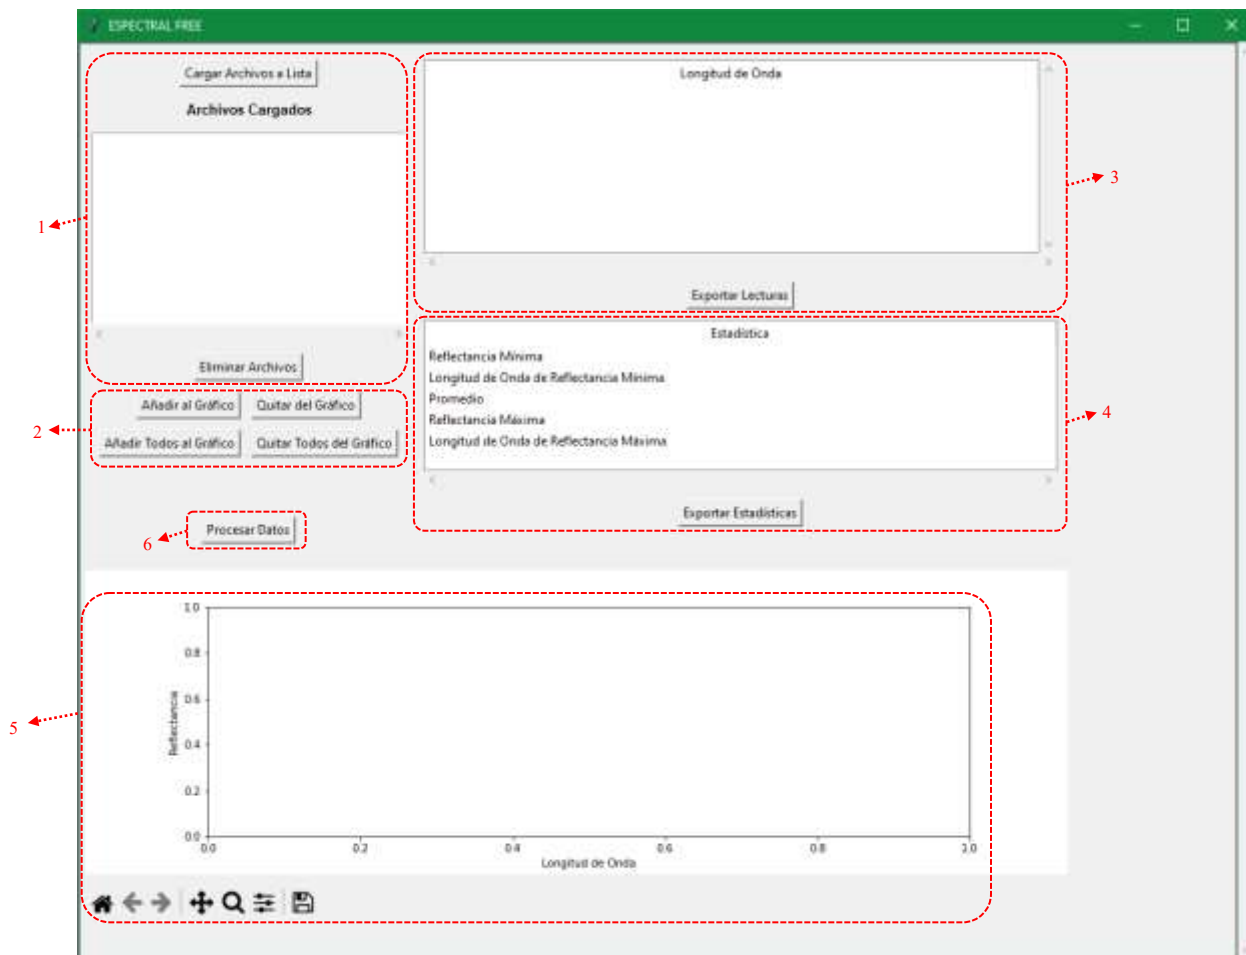 ESPECTRAL FREE
Cargar Archivos a Lista
Archivos Cargados
1
Eliminar Archivos
Añadir al Gráfico
Quitar del Gráfico
Añadir Todos al Gráfico
Quitar Todos del Gráfico
2
Longitud de Onda
3
Exportar Lecturas
Estadística
Reflectancia Mínima
Longitud de Onda de Reflectancia Mínima
Promedio
Reflectancia Máxima
Longitud de Onda de Reflectancia Máxima
4
Exportar Estadísticas
Procesar Datos
6
5
1.0
0.8
0.6
0.4
0.2
0.0
Reflectancia
0.0 0.2 0.4 0.6 0.8 1.0
Longitud de Onda